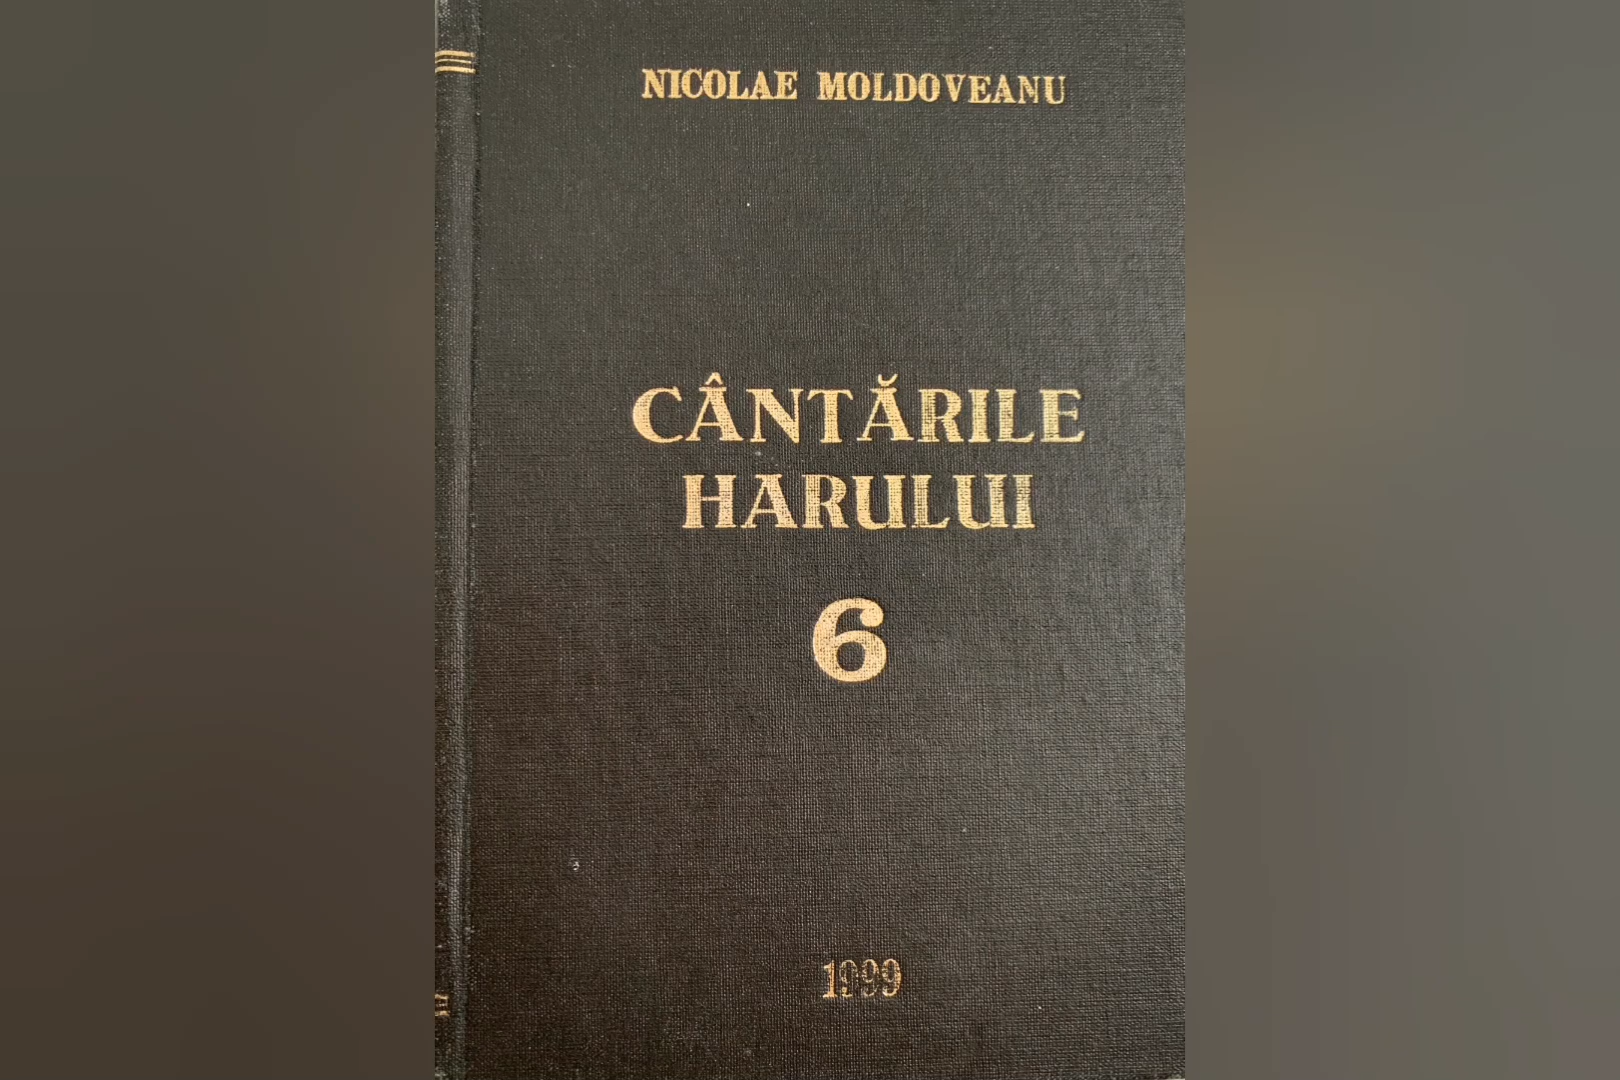 NICOLAE MOLDOVEANU
CÂNTĂRILE
HARULUI
6
1999